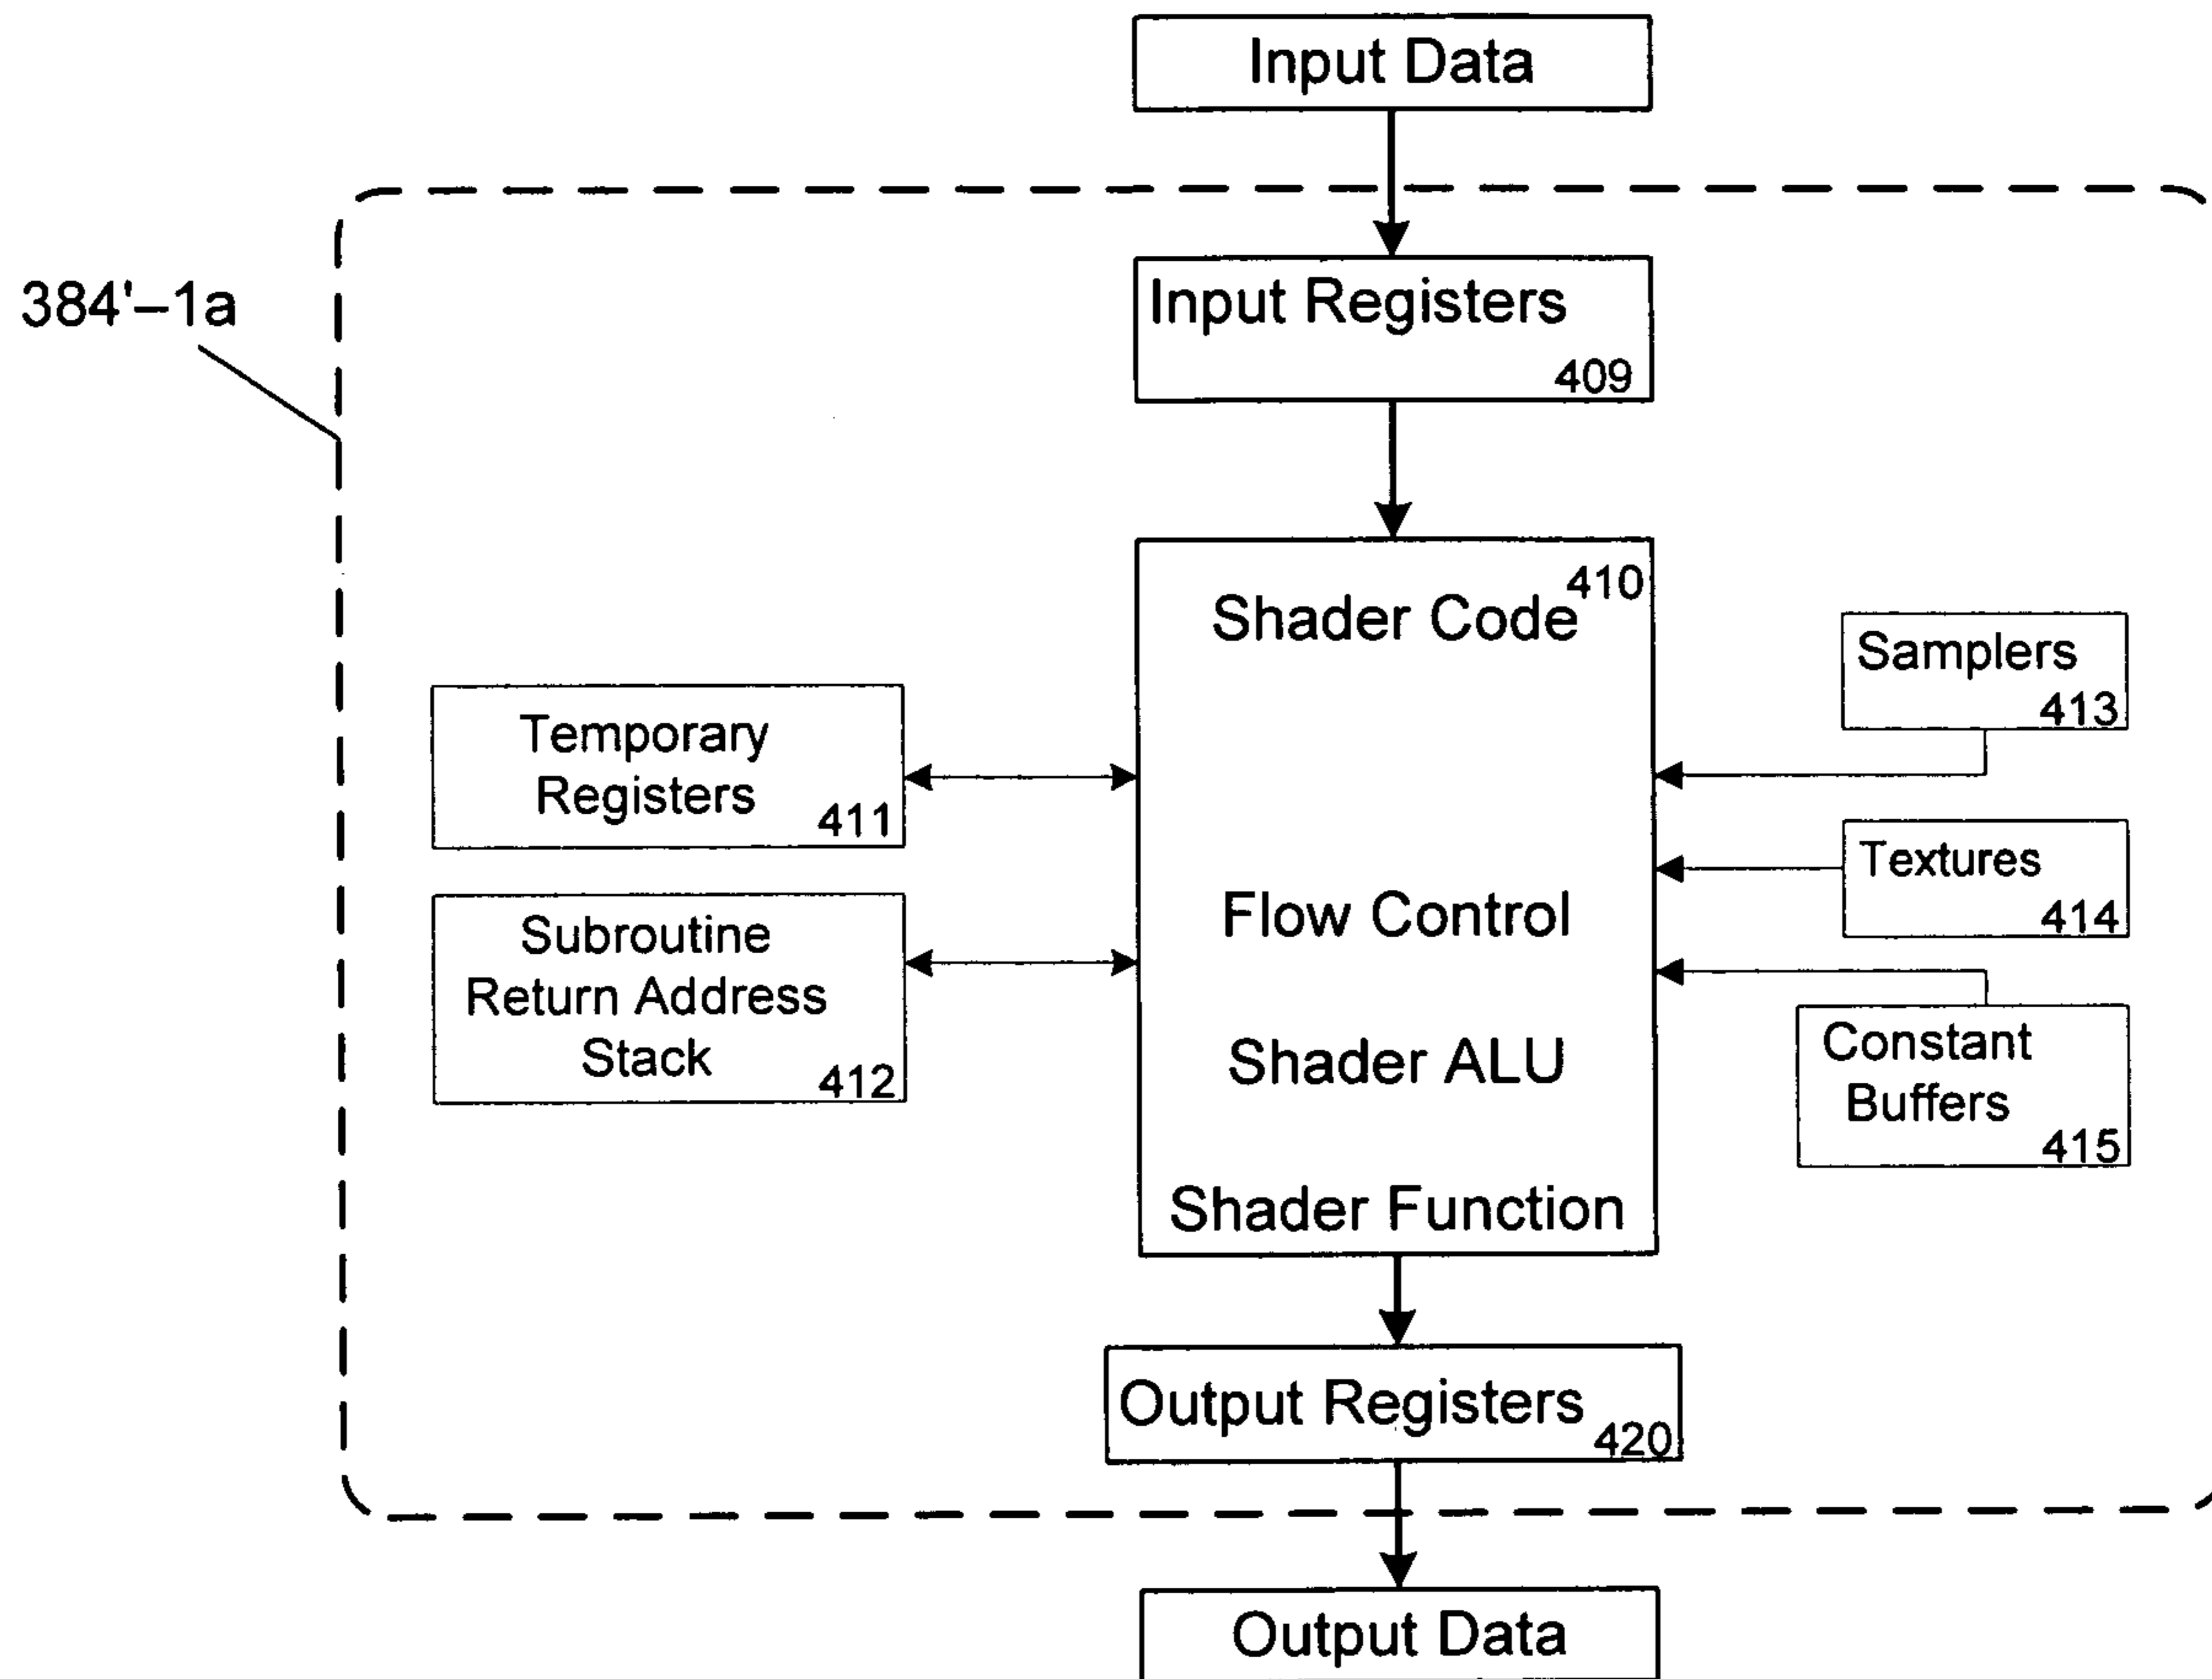 Input Data
384'–1a
Input Registers
409
410
Shader Code
Flow Control
Shader ALU
Shader Function
Temporary
Registers
411
Subroutine
Return Address
Stack
412
Samplers
413
Textures
414
Constant
Buffers
415
Output Registers
420
Output Data